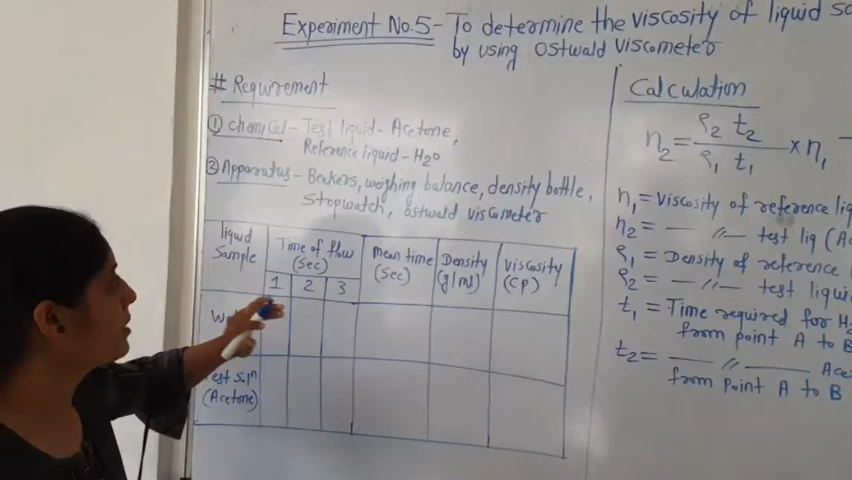 Experiment No.5 - To determine the viscosity of liquid
by using Ostwald viscometer
# Requirement
① chemical - Test liquid - Acetone,
Reference liquid - H₂O
② Apparatus - Beakers, weighing balance, density bottle,
Stopwatch, ostwald viscometer
liquid Sample | Time of flow (Sec) | mean time (Sec) | Density (g/ml) | viscosity (CP)
1 2 3
Test Solⁿ
(Acetone)
Calculation
η₂ = ρ₂ t₂ / ρ₁ t₁ × η₁
η₁ = viscosity of reference
η₂ = — 〃 — test liq
ρ₁ = Density of reference
ρ₂ = — 〃 — test
t₁ = Time required for
from point A to B
t₂ = — 〃 —
from point A to B